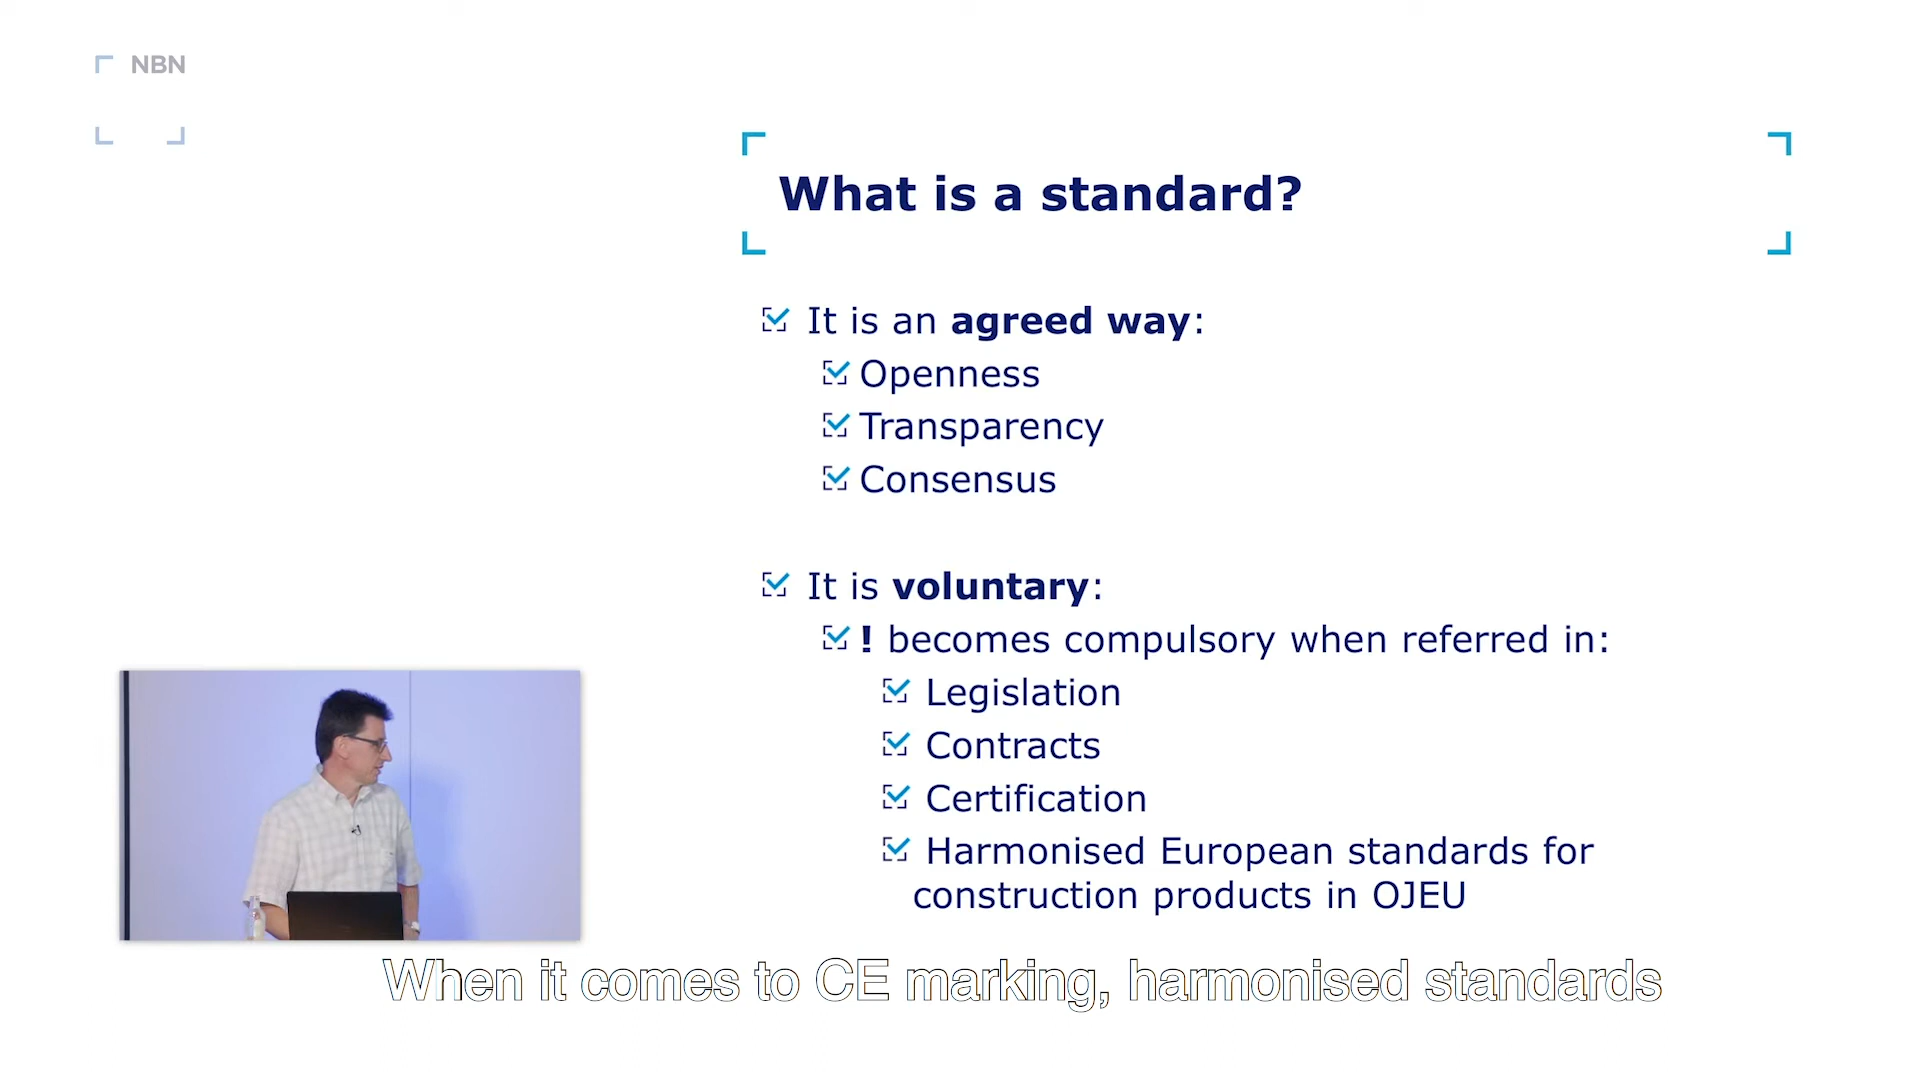 NBN
What is a standard?
It is an agreed way:
Openness
Transparency
Consensus
It is voluntary:
! becomes compulsory when referred in:
Legislation
Contracts
Certification
Harmonised European standards for
construction products in OJEU
When it comes to CE marking, harmonised standards